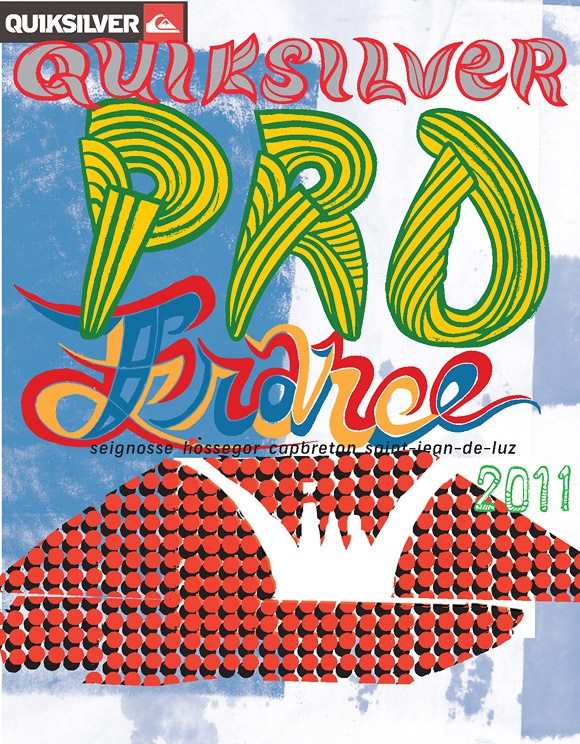 QUIKSILVER
QUIKSILVER
PRO
France
seignosse hossegor capbreton saint-jean-de-luz
2011